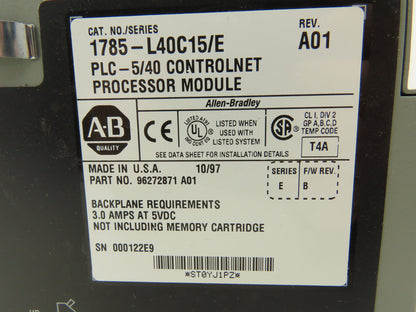 CAT. NO./SERIES
REV.
1785-L40C15/E
A01
PLC-5/40 CONTROLNET
PROCESSOR MODULE
Allen-Bradley
A-B
QUALITY
CE
LISTED
UL
LISTED WHEN
USED WITH
LISTED SYSTEM
SA
CL I, DIV 2
GP A,B,C,D
TEMP CODE
T4A
SEE DATA SHEET FOR INSTALLATION DETAILS
MADE IN U.S.A. 10/97
PART NO. 96272871 A01
SERIES
E
F/W REV.
B
BACKPLANE REQUIREMENTS
3.0 AMPS AT 5VDC
NOT INCLUDING MEMORY CARTRIDGE
SN 000122E9
*ST0YJ1PZ*